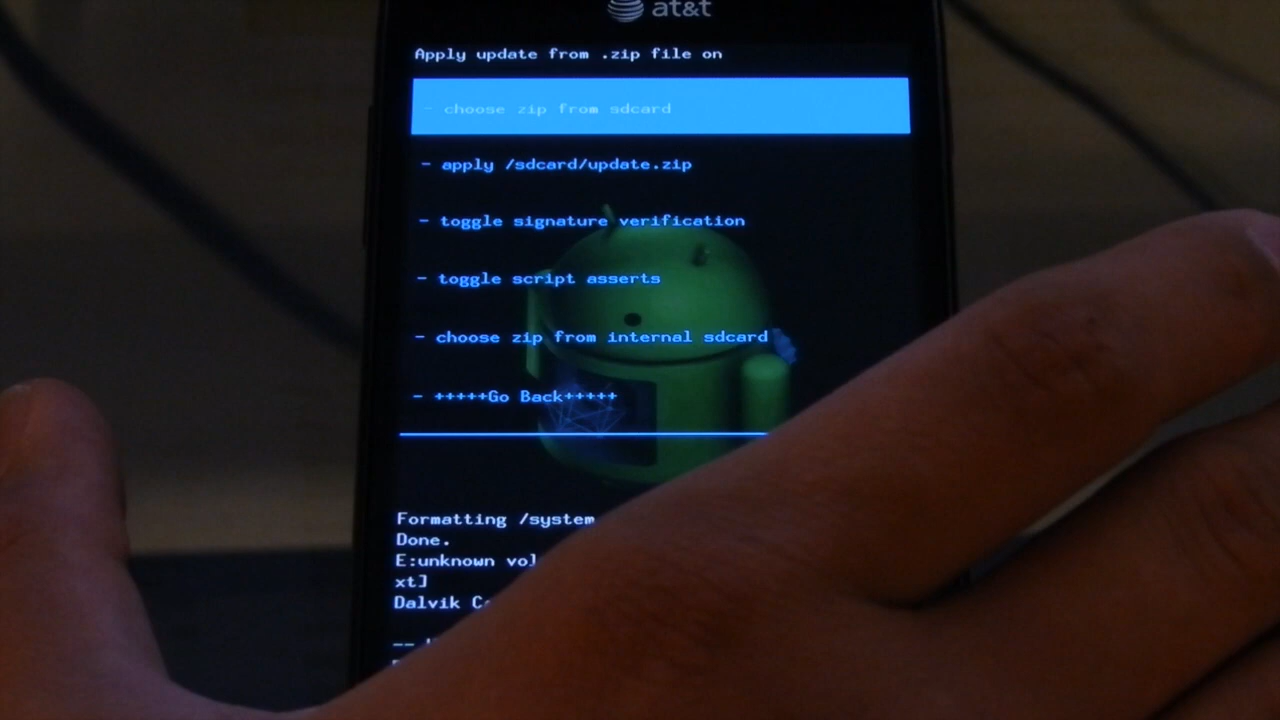 at&t
Apply update from .zip file on
- choose zip from sdcard
- apply /sdcard/update.zip
- toggle signature verification
- toggle script asserts
- choose zip from internal sdcard
- +++++Go Back+++++
Formatting /system
Done.
E:unknown vol
xt]
Dalvik
--